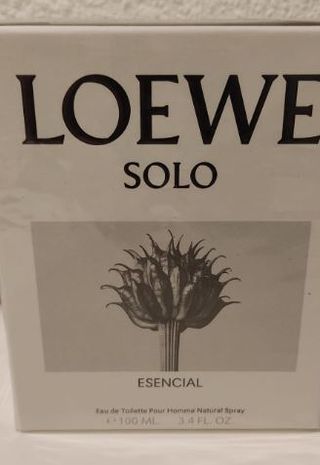 LOEWE
SOLO
ESENCIAL
Eau de Toilette Pour Homme Natural Spray
100 ML. 3.4 FL. OZ.